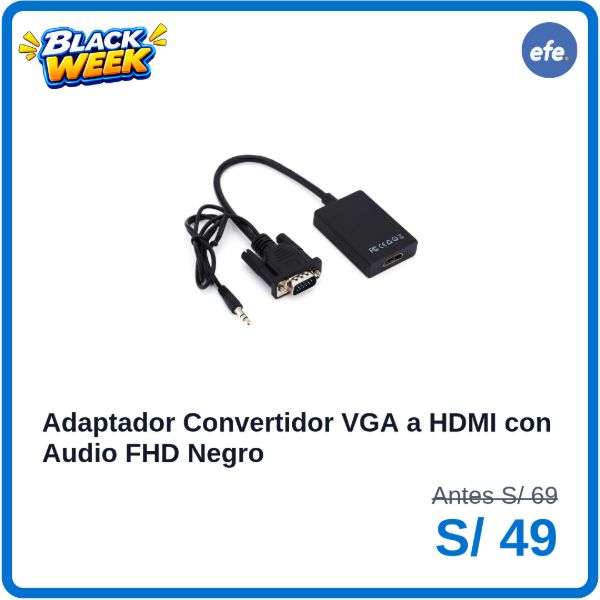 BLACK
WEEK
efe.
Adaptador Convertidor VGA a HDMI con
Audio FHD Negro
Antes S/ 69
S/ 49